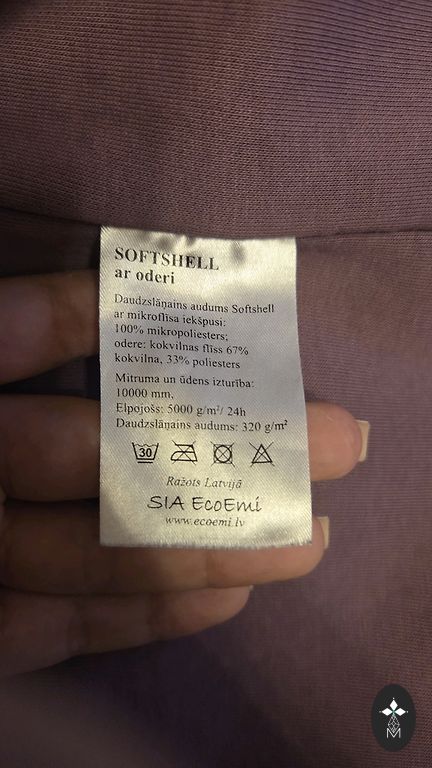 SOFTSHELL
ar oderi
Daudzslāņains audums Softshell
ar mikroflīsa iekšpusi:
100% mikropoliesters;
odere: kokvilnas flīss 67%
kokvilna, 33% poliesters
Mitruma un ūdens izturība:
10000 mm,
Elpojošs: 5000 g/m²/ 24h
Daudzslāņains audums: 320 g/m²
30
Ražots Latvijā
SIA EcoEmi
www.ecoemi.lv
M